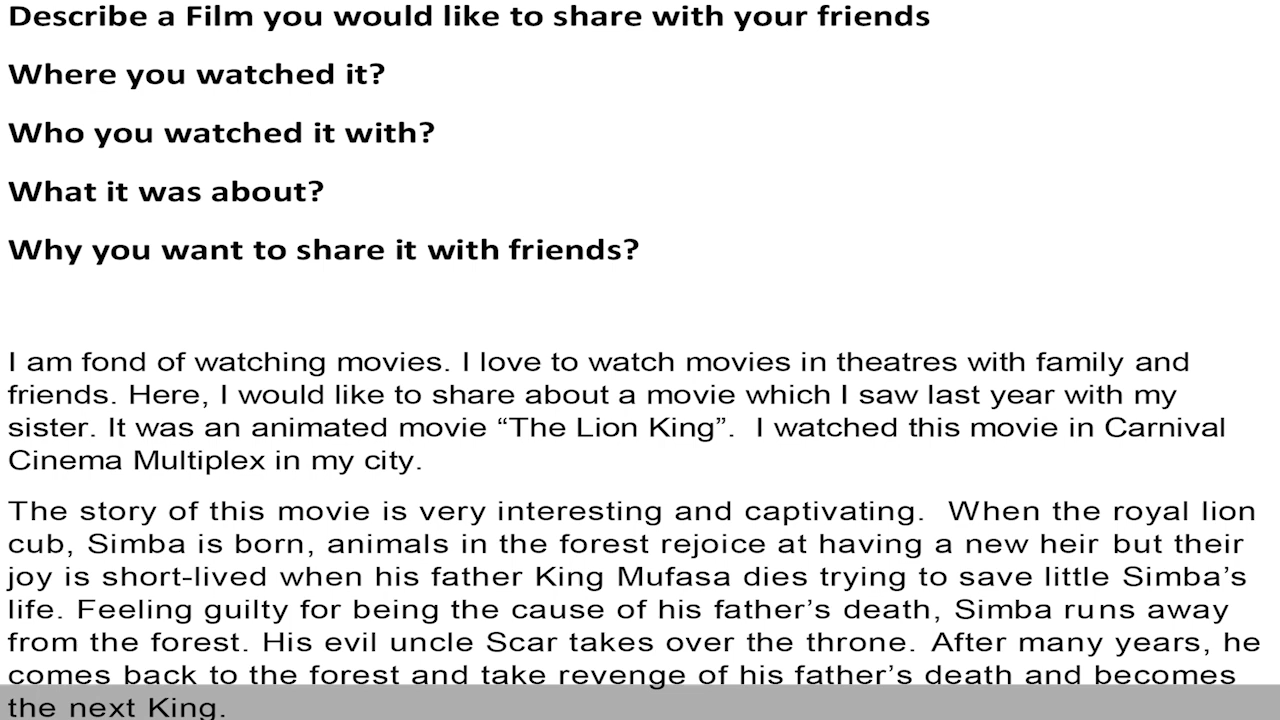 Describe a Film you would like to share with your friends
Where you watched it?
Who you watched it with?
What it was about?
Why you want to share it with friends?
I am fond of watching movies. I love to watch movies in theatres with family and
friends. Here, I would like to share about a movie which I saw last year with my
sister. It was an animated movie “The Lion King”.  I watched this movie in Carnival
Cinema Multiplex in my city.
The story of this movie is very interesting and captivating.  When the royal lion
cub, Simba is born, animals in the forest rejoice at having a new heir but their
joy is short-lived when his father King Mufasa dies trying to save little Simba’s
life. Feeling guilty for being the cause of his father’s death, Simba runs away
from the forest. His evil uncle Scar takes over the throne. After many years, he
comes back to the forest and take revenge of his father’s death and becomes
the next King.